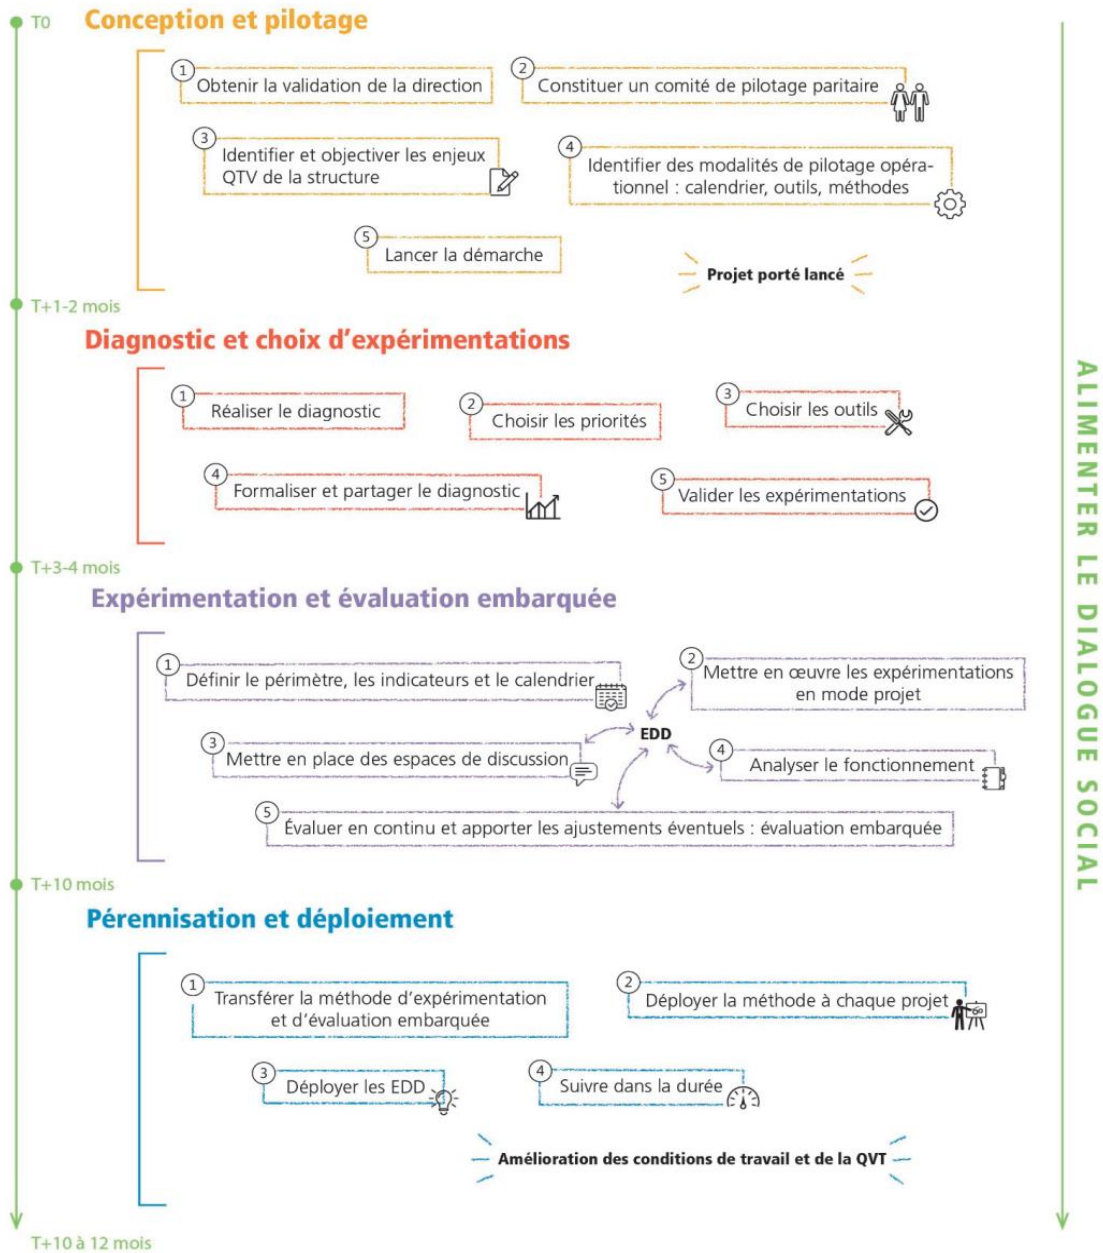 T0
Conception et pilotage
1
Obtenir la validation de la direction
2
Constituer un comité de pilotage paritaire
3
Identifier et objectiver les enjeux
QTV de la structure
4
Identifier des modalités de pilotage opéra-
tionnel : calendrier, outils, méthodes
5
Lancer la démarche
Projet porté lancé
T+1-2 mois
Diagnostic et choix d'expérimentations
1
Réaliser le diagnostic
2
Choisir les priorités
3
Choisir les outils
4
Formaliser et partager le diagnostic
5
Valider les expérimentations
T+3-4 mois
Expérimentation et évaluation embarquée
1
Définir le périmètre, les indicateurs et le calendrier
2
Mettre en œuvre les expérimentations
en mode projet
EDD
3
Mettre en place des espaces de discussion
4
Analyser le fonctionnement
5
Évaluer en continu et apporter les ajustements éventuels : évaluation embarquée
T+10 mois
Pérennisation et déploiement
1
Transférer la méthode d'expérimentation
et d'évaluation embarquée
2
Déployer la méthode à chaque projet
3
Déployer les EDD
4
Suivre dans la durée
Amélioration des conditions de travail et de la QVT
T+10 à 12 mois
ALIMENTER LE DIALOGUE SOCIAL